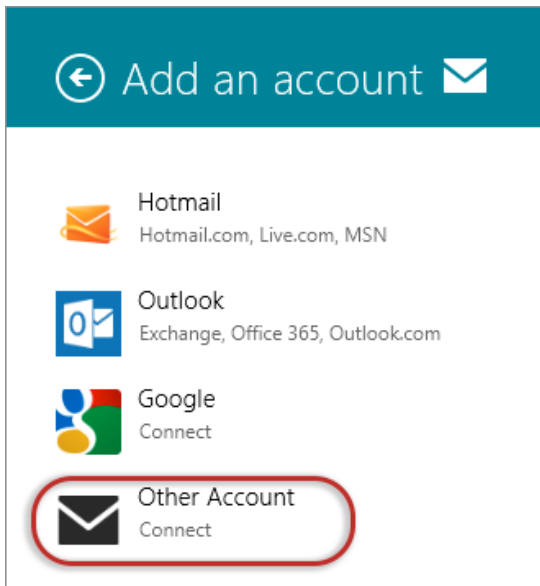 Add an account
Hotmail
Hotmail.com, Live.com, MSN
Outlook
Exchange, Office 365, Outlook.com
Google
Connect
Other Account
Connect